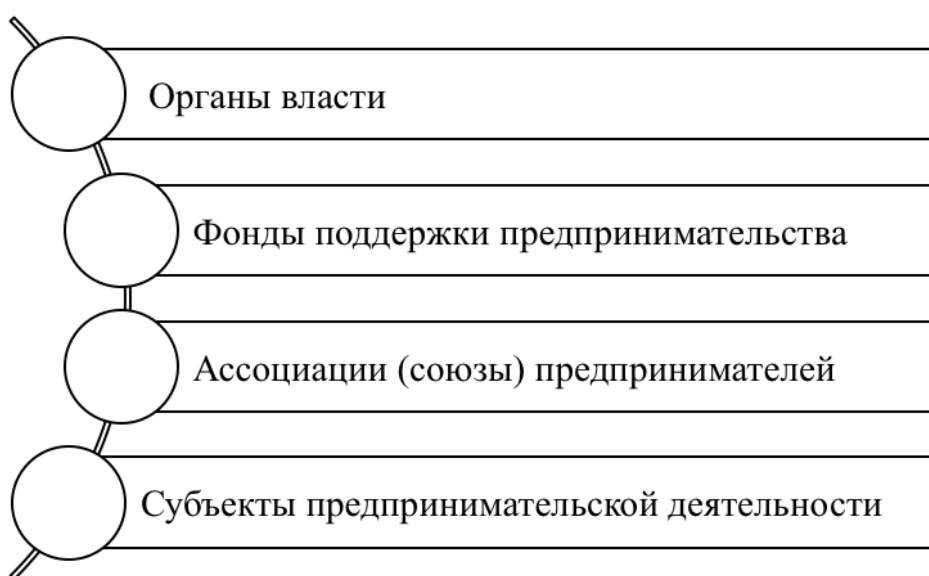 Органы власти
Фонды поддержки предпринимательства
Ассоциации (союзы) предпринимателей
Субъекты предпринимательской деятельности